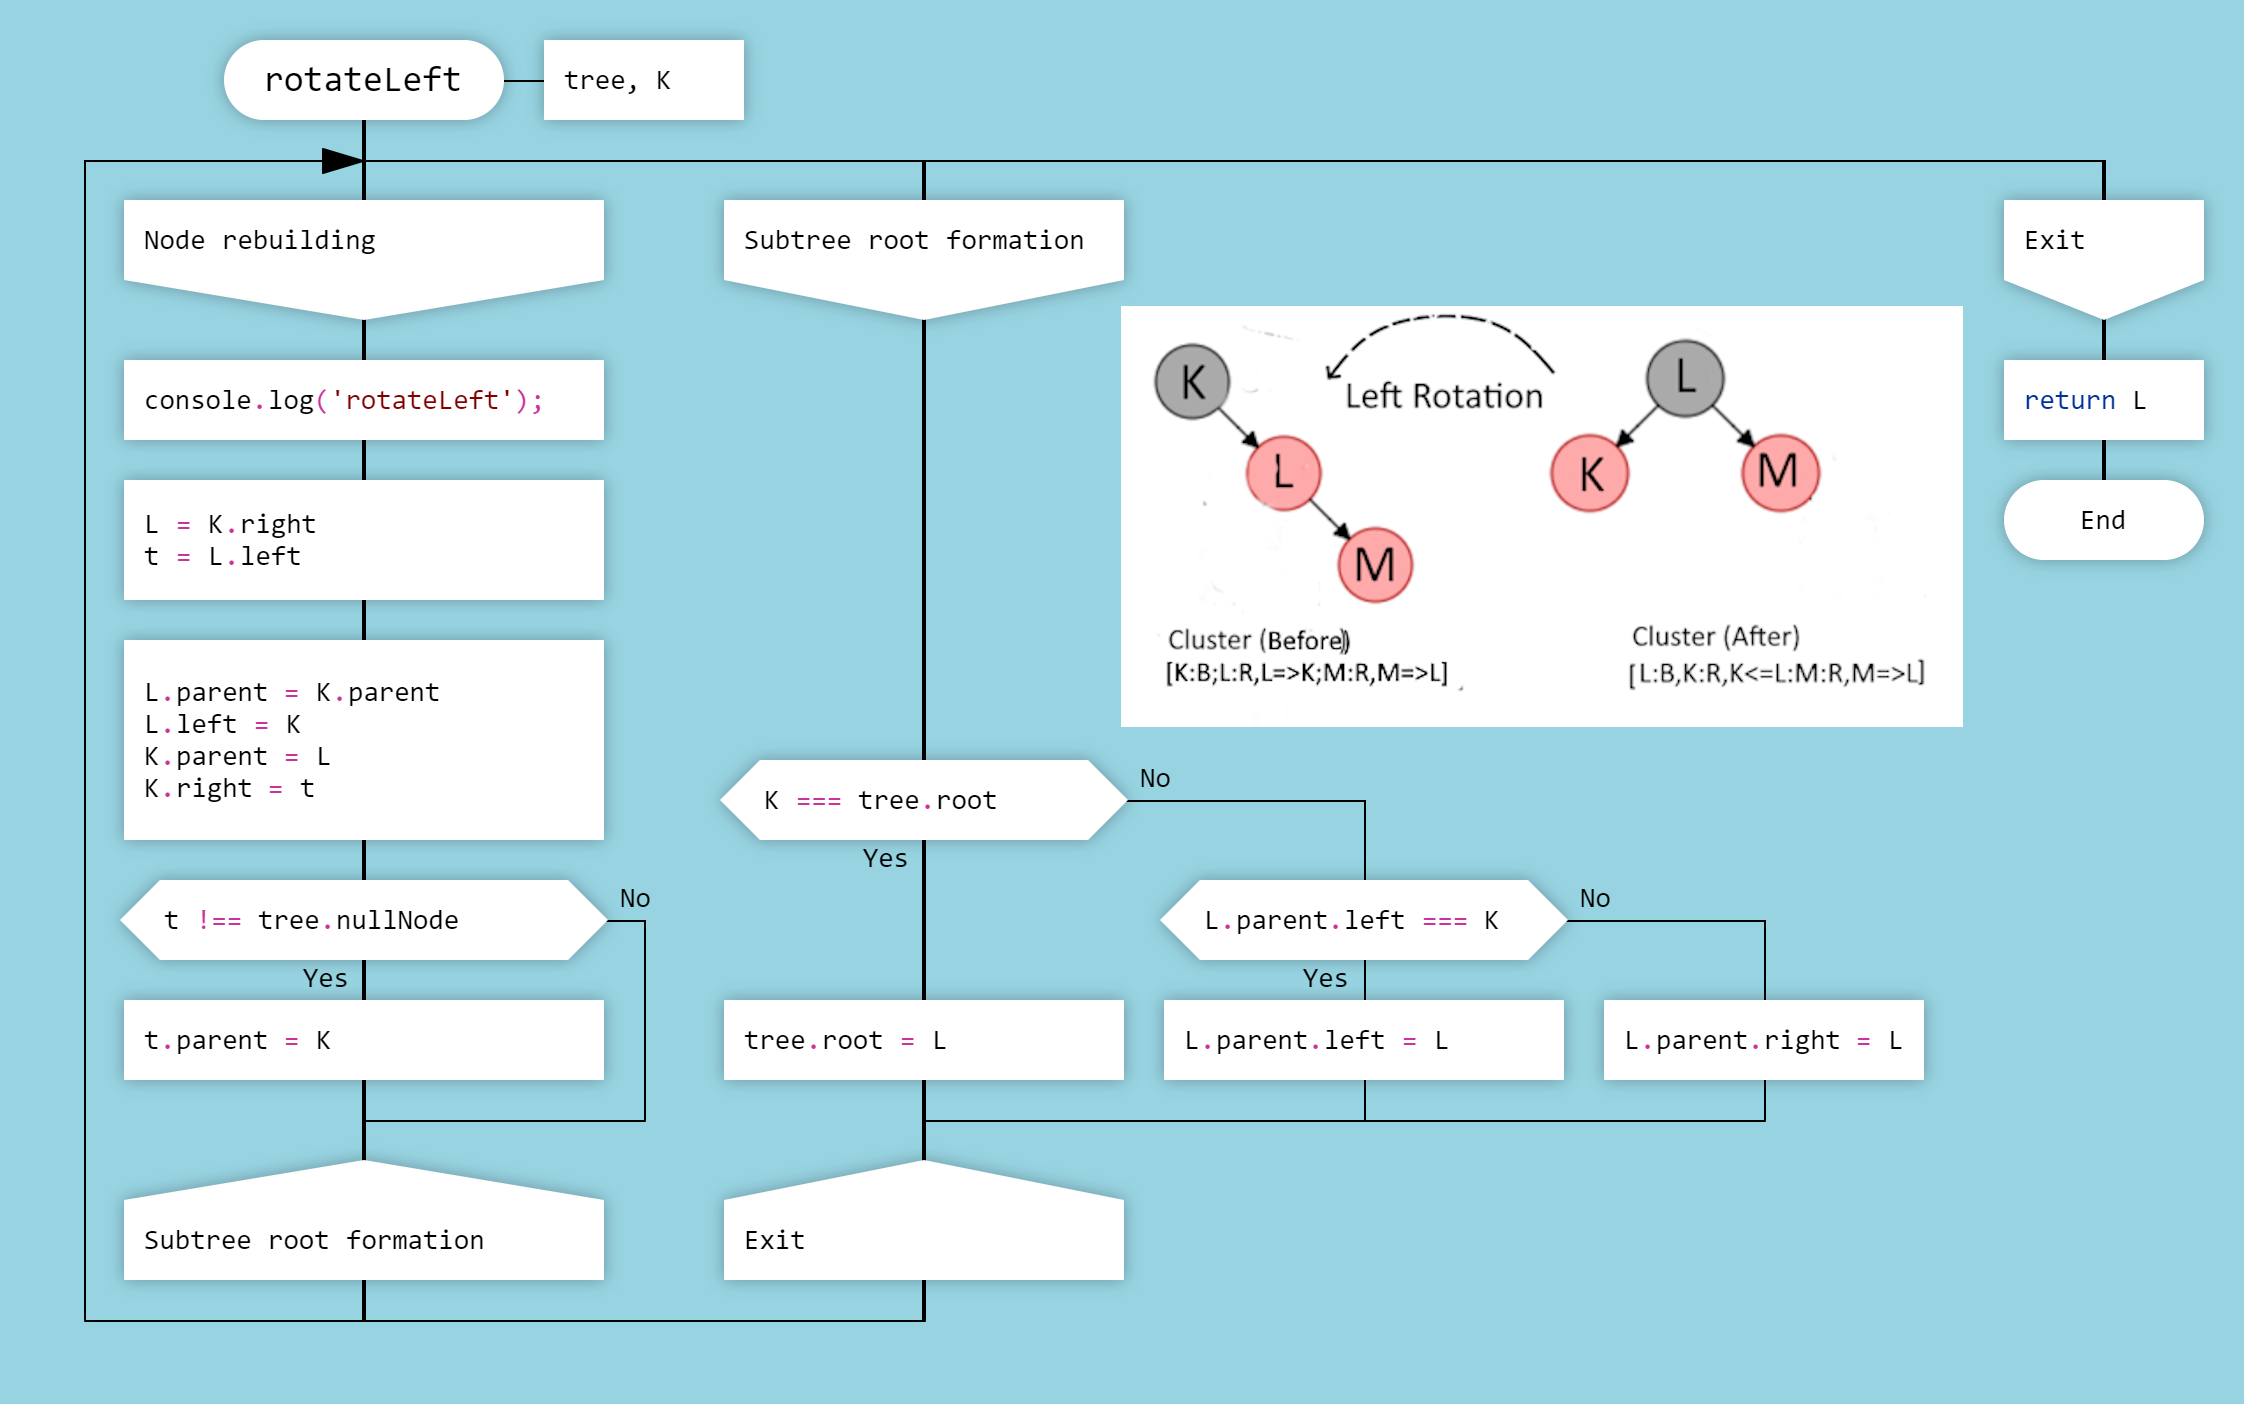 rotateLeft
tree, K
Node rebuilding
console.log('rotateLeft');
L = K.right
t = L.left
L.parent = K.parent
L.left = K
K.parent = L
K.right = t
t !== tree.nullNode
No
Yes
t.parent = K
Subtree root formation
Subtree root formation
K === tree.root
No
Yes
tree.root = L
L.parent.left === K
No
Yes
L.parent.left = L
L.parent.right = L
Exit
K
L
M
Left Rotation
L
K
M
Cluster (Before))
[K:B;L:R,L=>K;M:R,M=>L]
Cluster (After)
[L:B,K:R,K<=L:M:R,M=>L]
Exit
return L
End